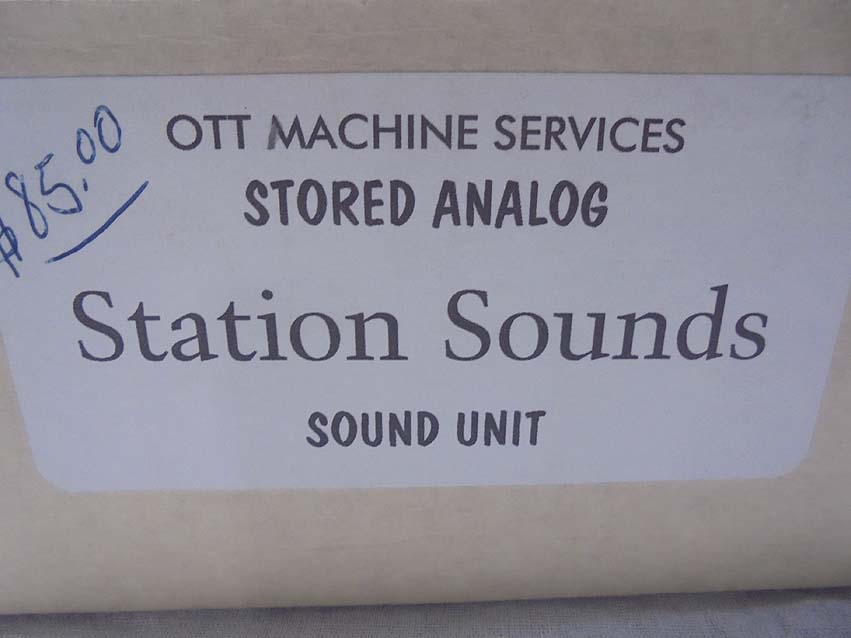 $85.00
OTT MACHINE SERVICES
STORED ANALOG
Station Sounds
SOUND UNIT